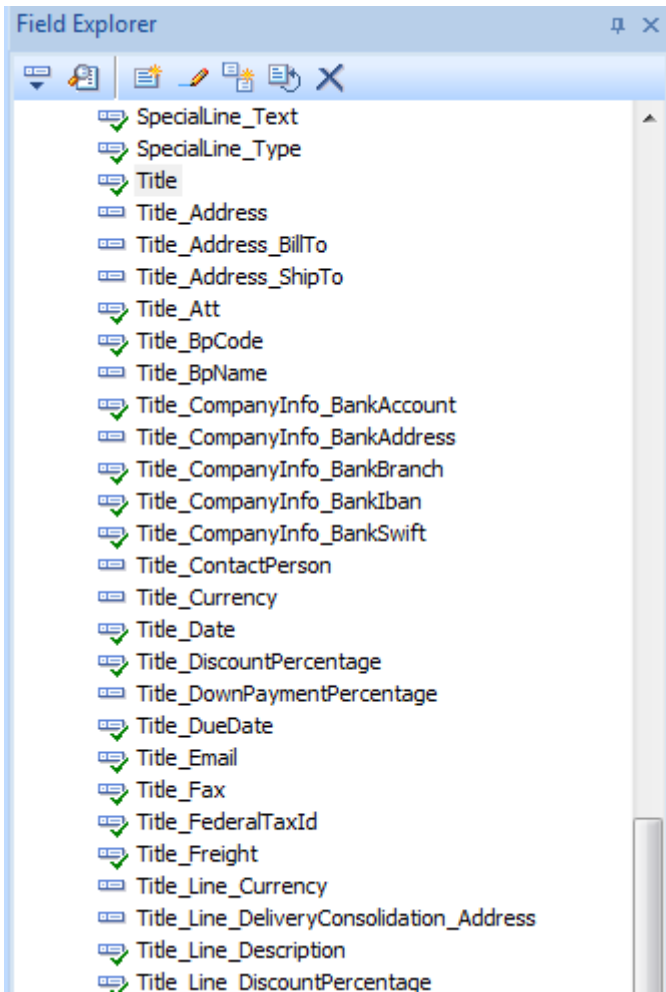 Field Explorer
SpecialLine_Text
SpecialLine_Type
Title
Title_Address
Title_Address_BillTo
Title_Address_ShipTo
Title_Att
Title_BpCode
Title_BpName
Title_CompanyInfo_BankAccount
Title_CompanyInfo_BankAddress
Title_CompanyInfo_BankBranch
Title_CompanyInfo_BankIban
Title_CompanyInfo_BankSwift
Title_ContactPerson
Title_Currency
Title_Date
Title_DiscountPercentage
Title_DownPaymentPercentage
Title_DueDate
Title_Email
Title_Fax
Title_FederalTaxId
Title_Freight
Title_Line_Currency
Title_Line_DeliveryConsolidation_Address
Title_Line_Description
Title_Line_DiscountPercentage